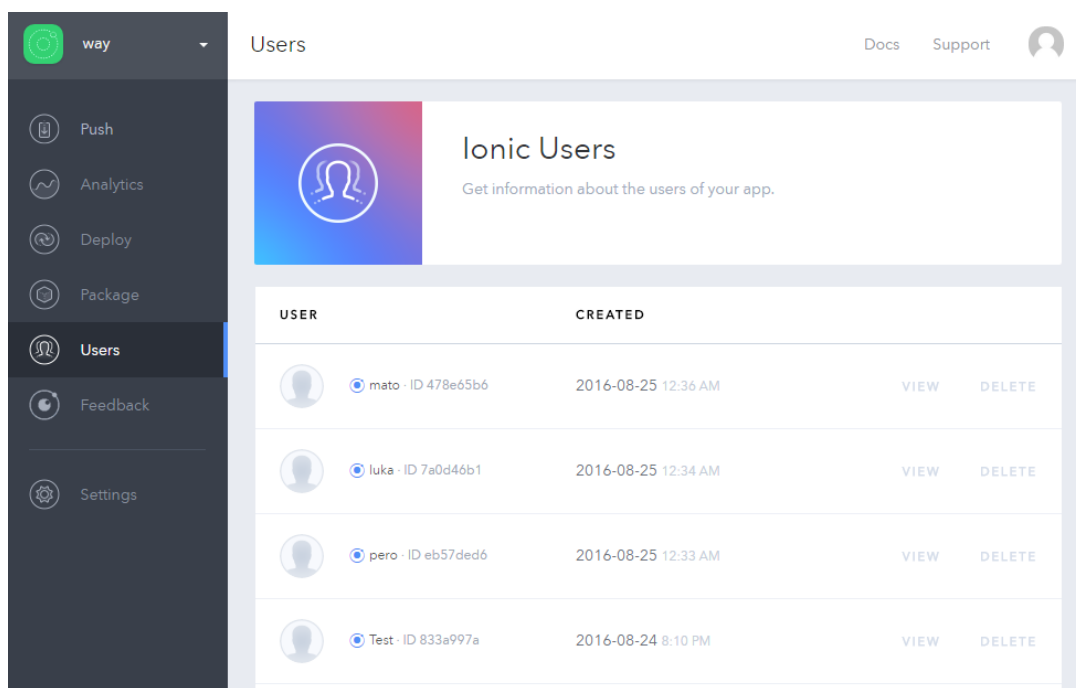 way
Users
Docs Support
Push
Analytics
Deploy
Package
Users
Feedback
Settings
Ionic Users
Get information about the users of your app.
USER CREATED
mato · ID 478e65b6 2016-08-25 12:36 AM VIEW DELETE
luka · ID 7a0d46b1 2016-08-25 12:34 AM VIEW DELETE
pero · ID eb57ded6 2016-08-25 12:33 AM VIEW DELETE
Test · ID 833a997a 2016-08-24 8:10 PM VIEW DELETE